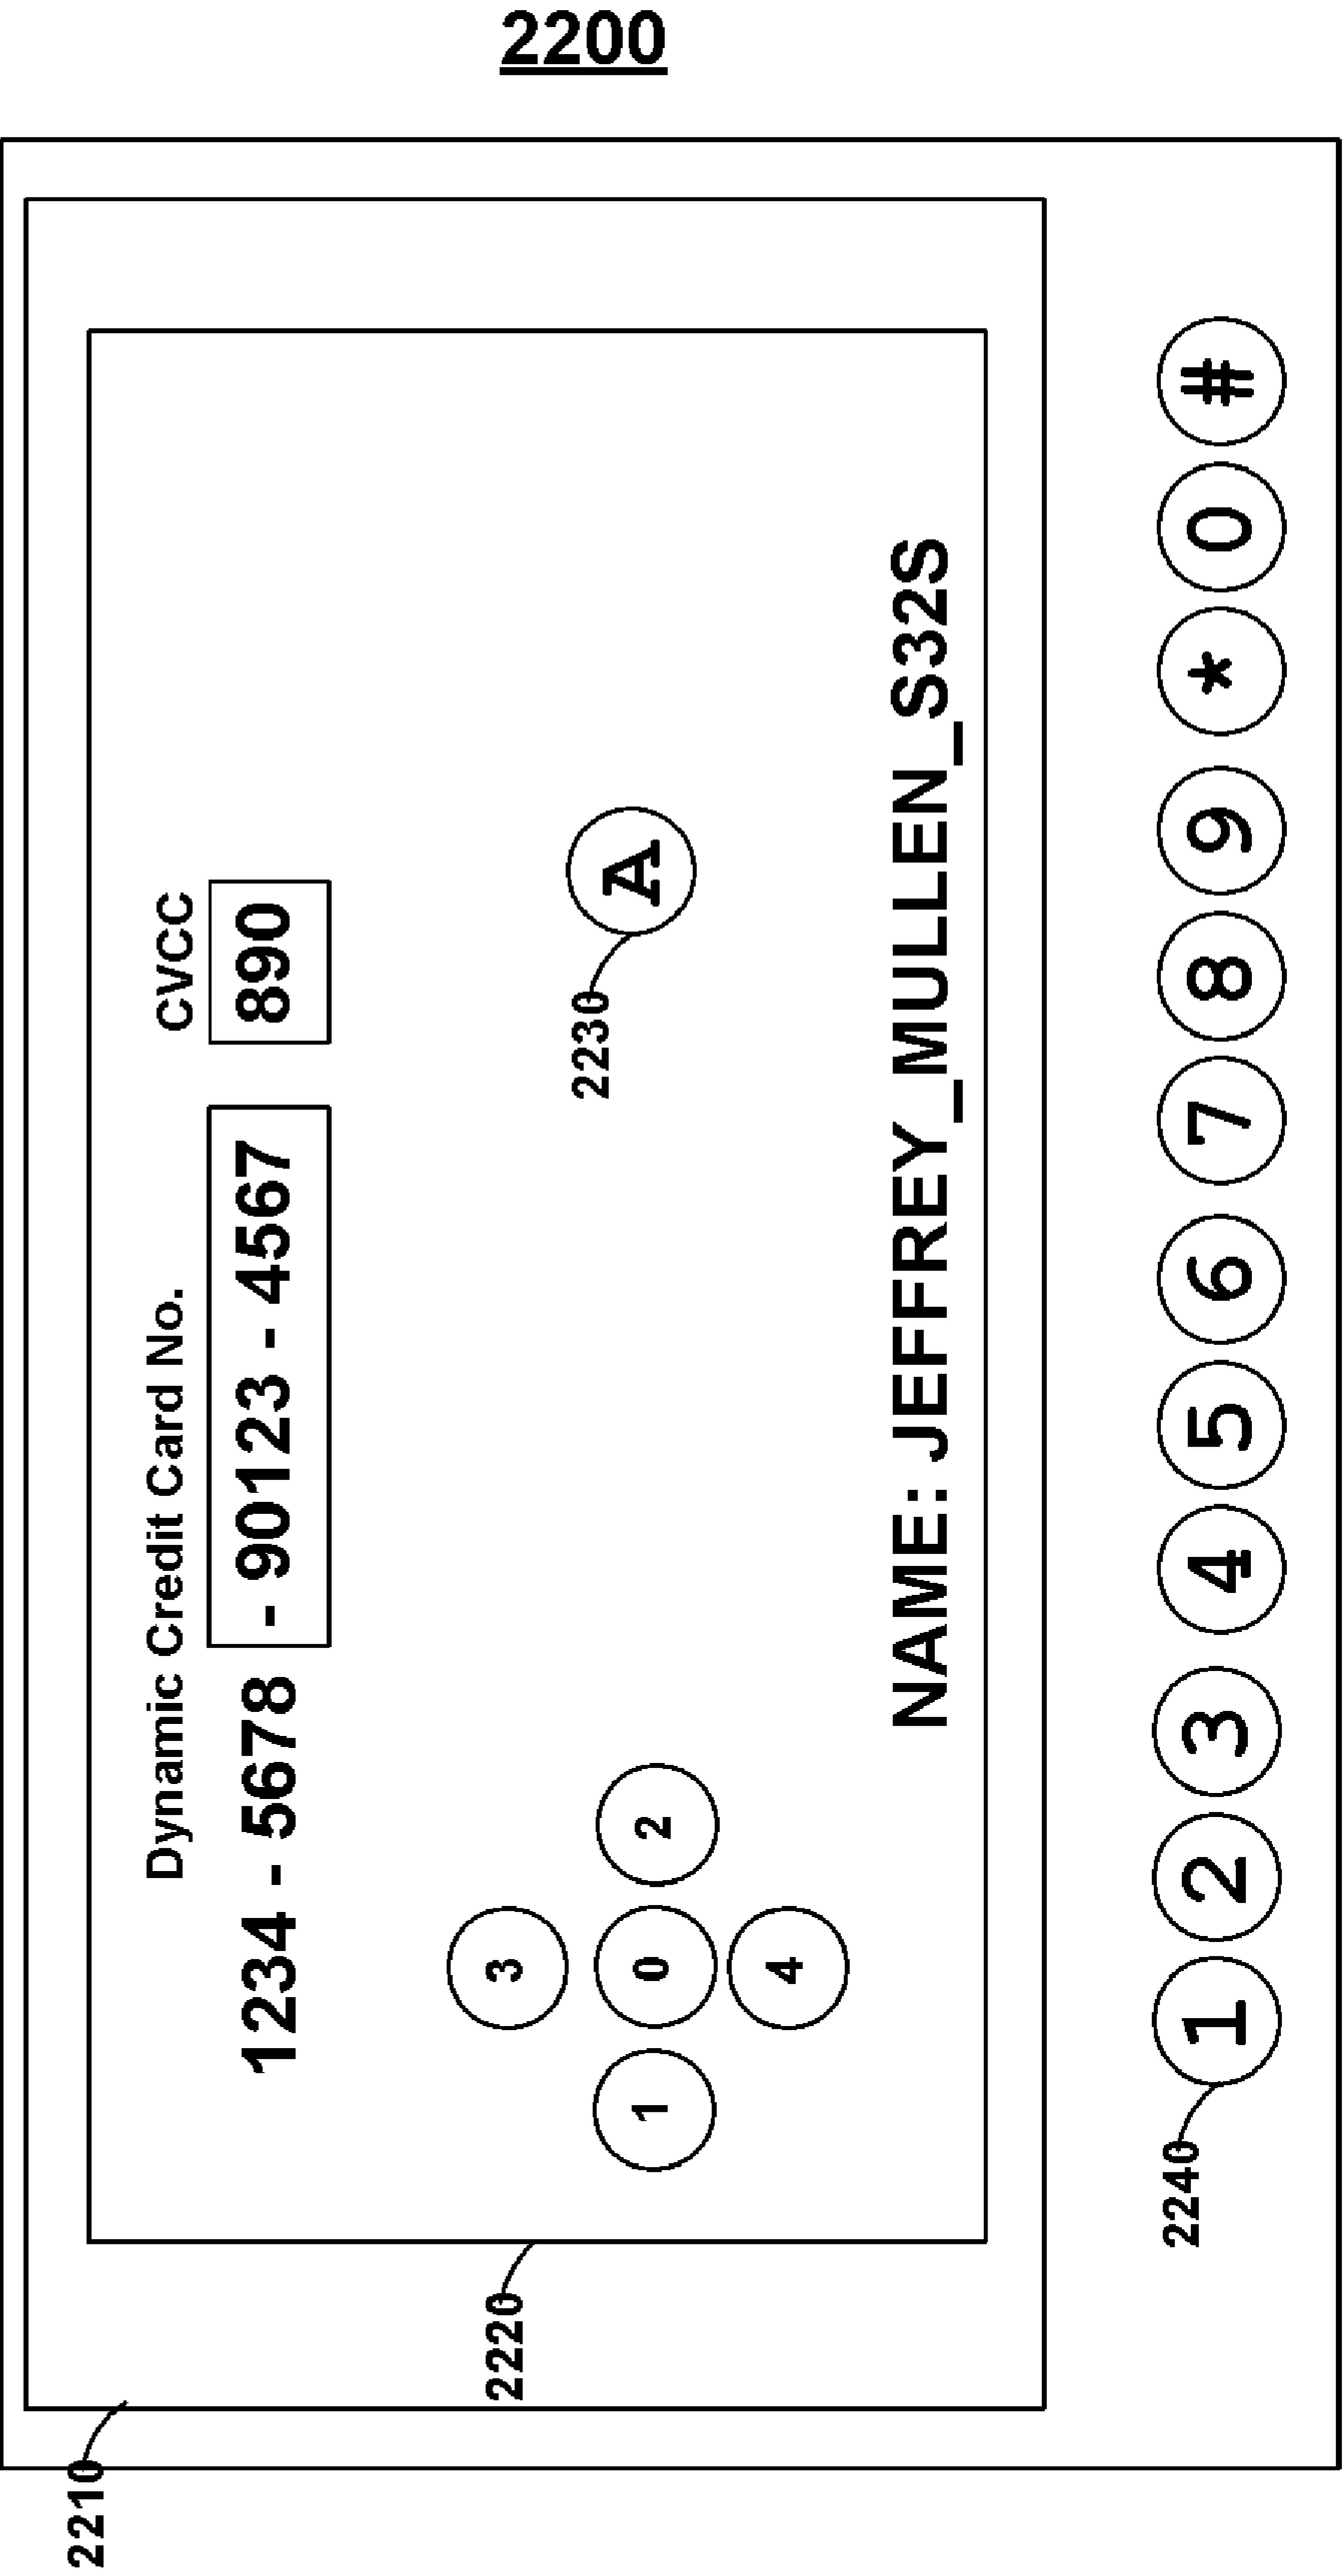 2200
2210
2220
Dynamic Credit Card No. CVCC
1234 - 5678 - 90123 - 4567 890
3
1 0 2
4
2230 A
NAME: JEFFREY_MULLEN_S32S
2240
1 2 3 4 5 6 7 8 9 * 0 #